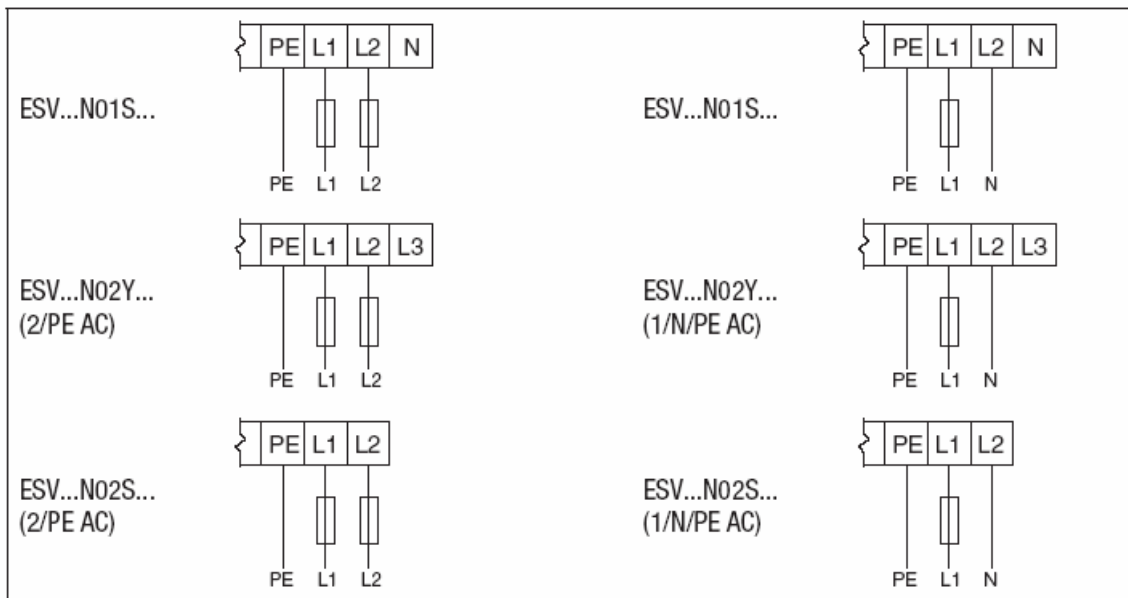 PE L1 L2 N
ESV...N01S...
PE L1 L2
PE L1 L2 N
ESV...N01S...
PE L1 N
PE L1 L2 L3
ESV...N02Y...
(2/PE AC)
PE L1 L2
PE L1 L2 L3
ESV...N02Y...
(1/N/PE AC)
PE L1 N
PE L1 L2
ESV...N02S...
(2/PE AC)
PE L1 L2
PE L1 L2
ESV...N02S...
(1/N/PE AC)
PE L1 N